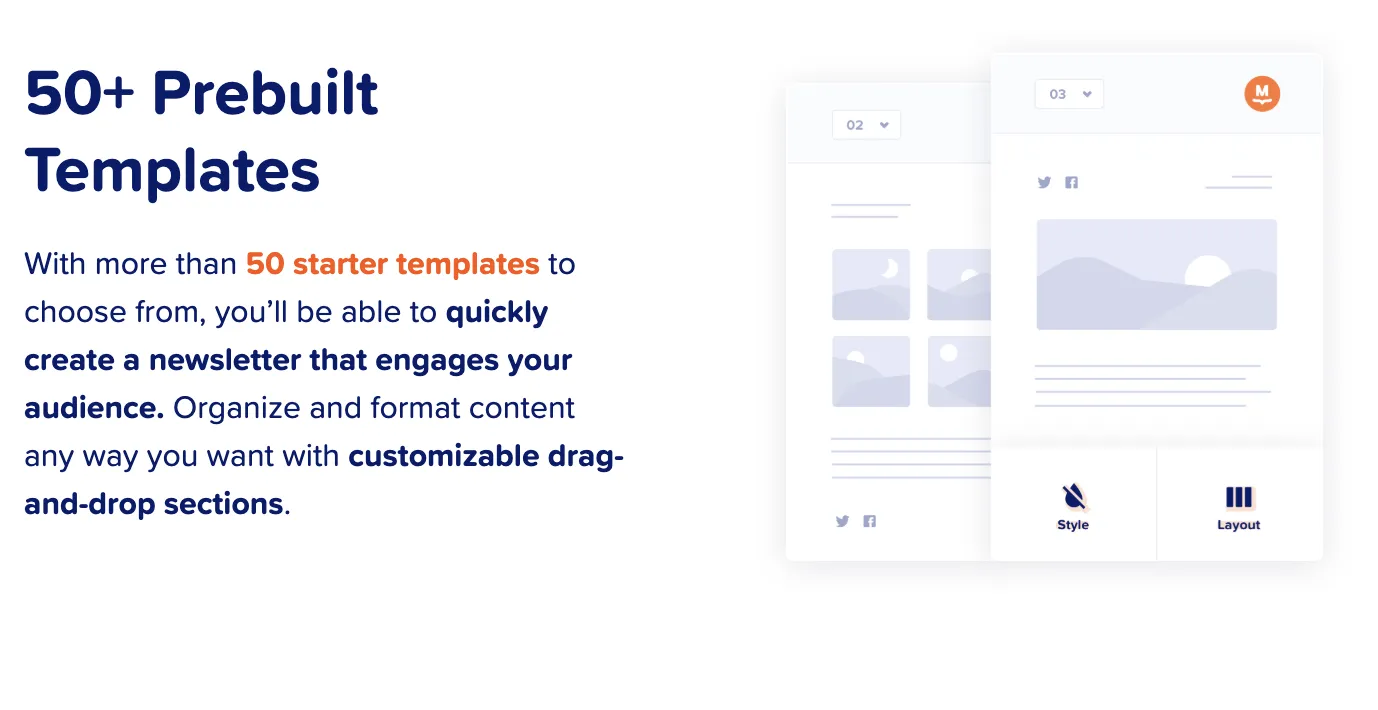 50+ Prebuilt
Templates
With more than 50 starter templates to
choose from, you’ll be able to quickly
create a newsletter that engages your
audience. Organize and format content
any way you want with customizable drag-
and-drop sections.
02
03
M
Style
Layout